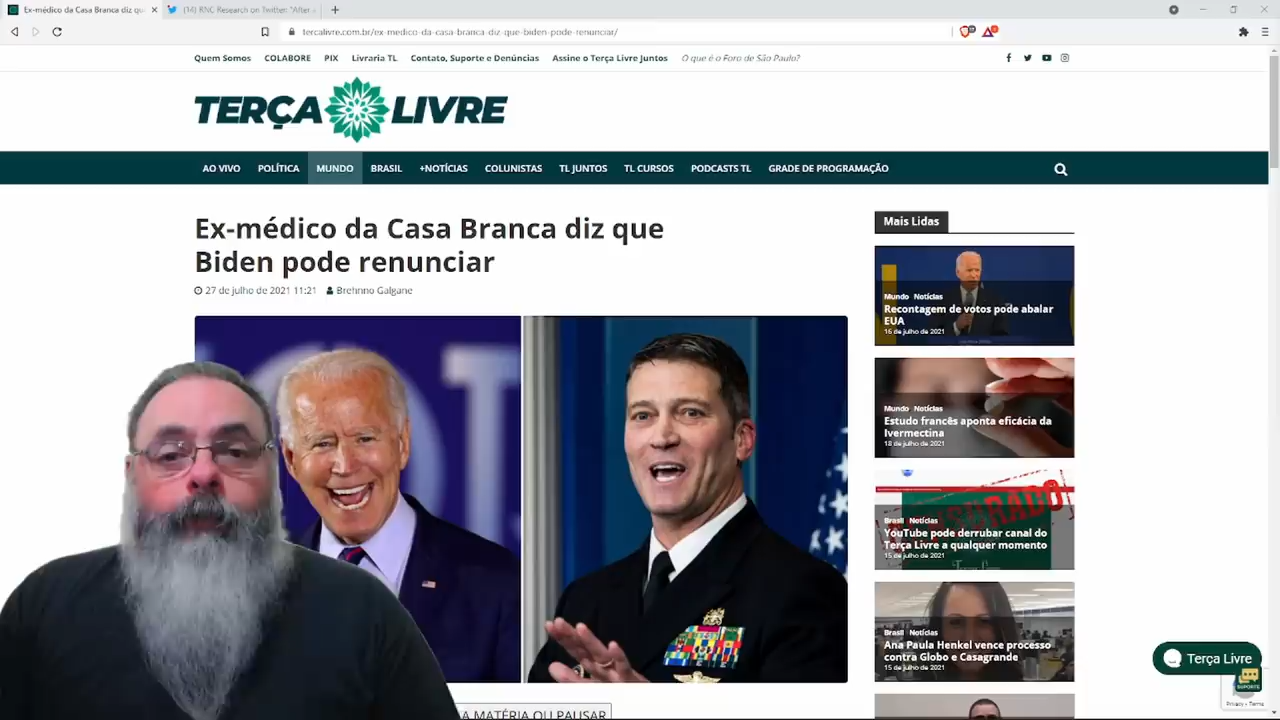 Ex-médico da Casa Branca diz qu
(14) RNC Research on Twitter: "After
tercalivre.com.br/ex-medico-da-casa-branca-diz-que-biden-pode-renunciar/
Quem Somos COLABORE PIX Livraria TL Contato, Suporte e Denúncias Assine o Terça Livre Juntos O que é o Foro de São Paulo?
TERÇA LIVRE
AO VIVO POLÍTICA MUNDO BRASIL +NOTÍCIAS COLUNISTAS TL JUNTOS TL CURSOS PODCASTS TL GRADE DE PROGRAMAÇÃO
Ex-médico da Casa Branca diz que
Biden pode renunciar
27 de julho de 2021 11:21 Brehnno Galgane
A MATÉRIA OU PAUSAR
Mais Lidas
Mundo Notícias
Recontagem de votos pode abalar
EUA
16 de julho de 2021
Mundo Notícias
Estudo francês aponta eficácia da
Ivermectina
18 de julho de 2021
Brasil Notícias
YouTube pode derrubar canal do
Terça Livre a qualquer momento
15 de julho de 2021
Brasil Notícias
Ana Paula Henkel vence processo
contra Globo e Casagrande
15 de julho de 2021
Terça Livre
SUPORTE
Privacy - Terms